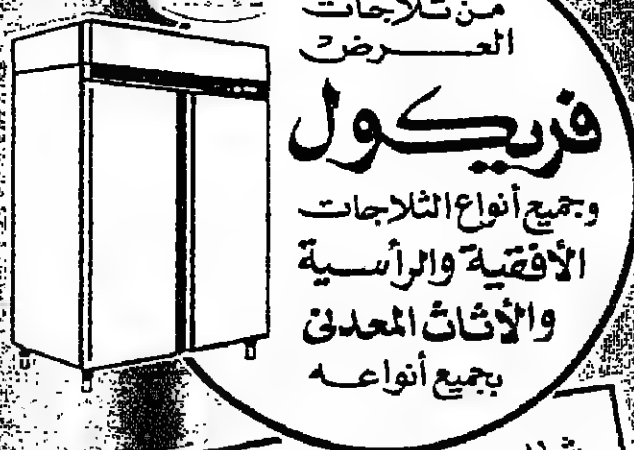 من ثلاجات
العرض
فريكول
وجميع أنواع الثلاجات
الأفقية والرأسية
والأثاث المعدنى
بجميع أنواعه